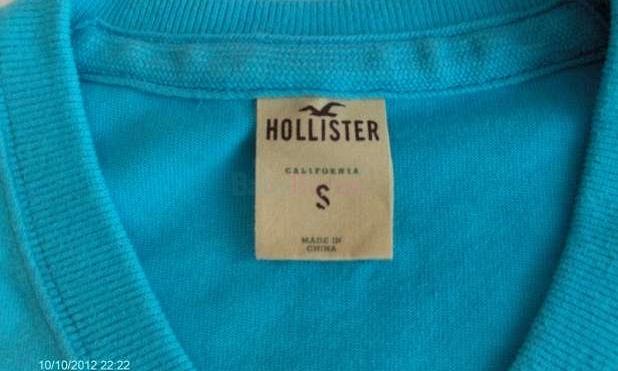 HOLLISTER
CALIFORNIA
S
MADE IN
CHINA
10/10/2012 22:22